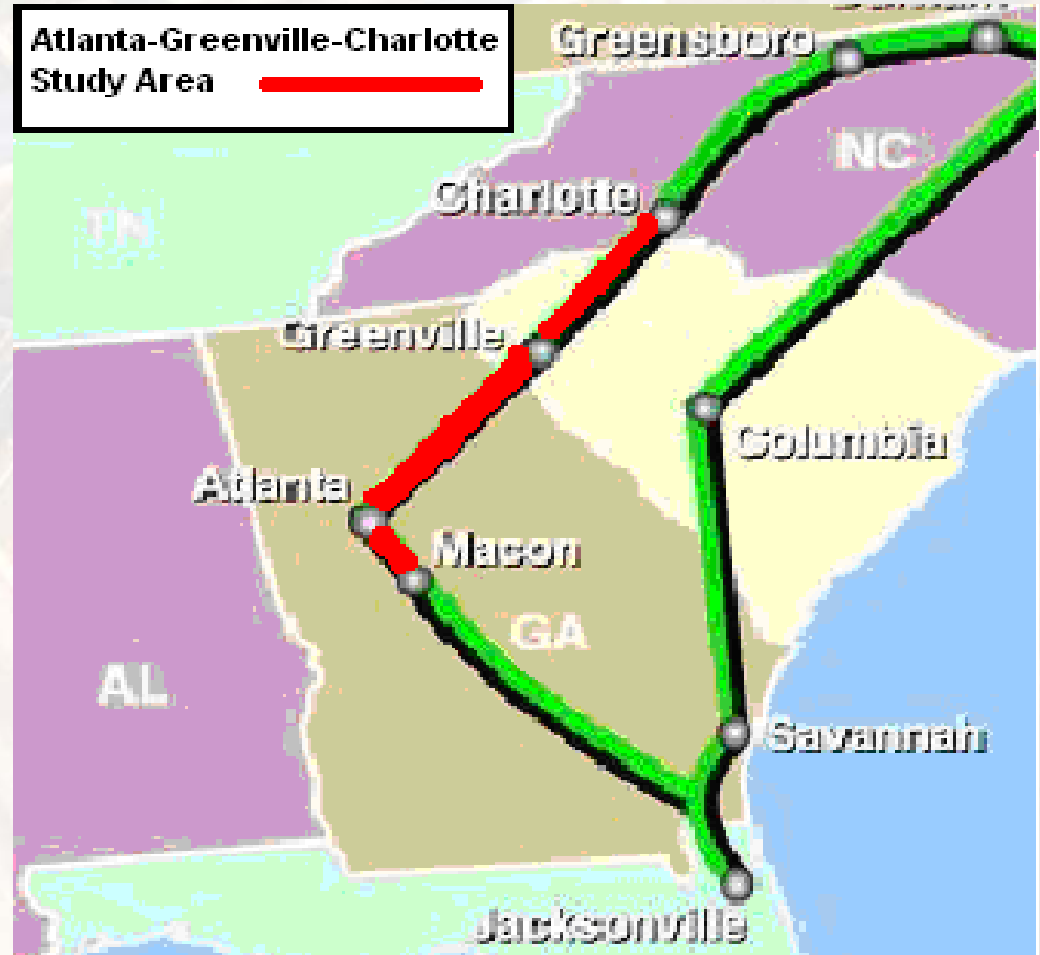 Atlanta-Greenville-Charlotte
Study Area
Greensboro
NC
Charlotte
TN
Greenville
Columbia
Atlanta
Macon
GA
AL
Savannah
Jacksonville